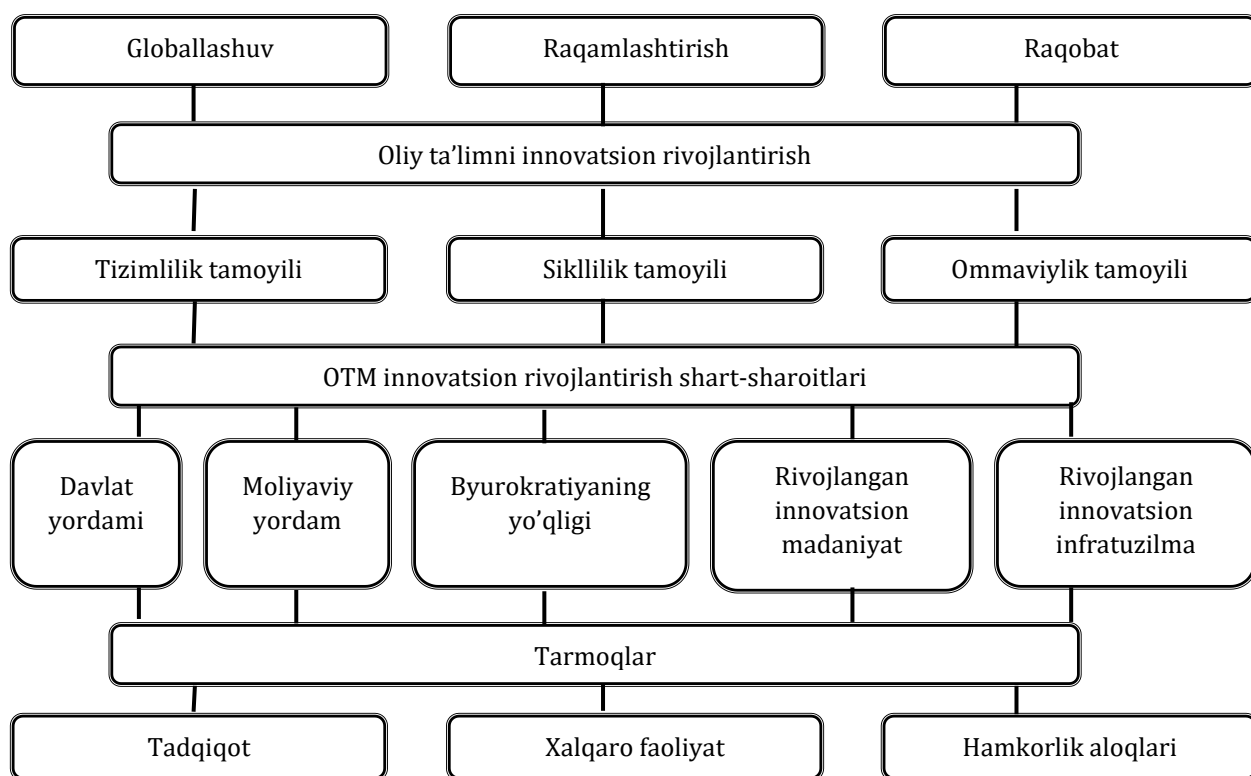 Globallashuv
Raqamlashtirish
Raqobat
Oliy ta’limni innovatsion rivojlantirish
Tizimlilik tamoyili
Sikllilik tamoyili
Ommaviylik tamoyili
OTM innovatsion rivojlantirish shart-sharoitlari
Davlat
yordami
Moliyaviy
yordam
Byurokratiyaning
yo’qligi
Rivojlangan
innovatsion
madaniyat
Rivojlangan
innovatsion
infratuzilma
Tarmoqlar
Tadqiqot
Xalqaro faoliyat
Hamkorlik aloqlari